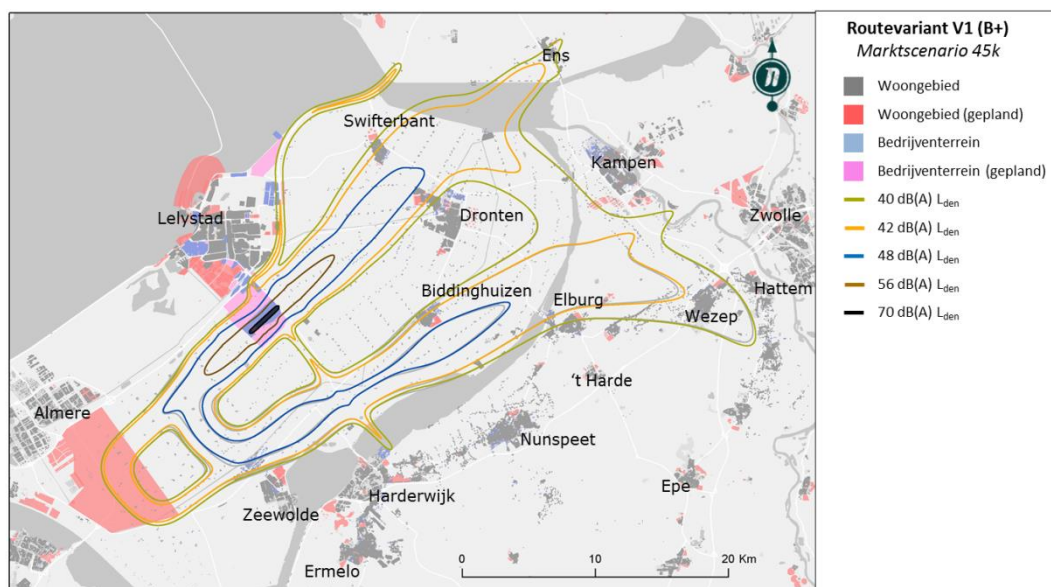 Routevariant V1 (B+)
Marktscenario 45k
Woongebied
Woongebied (gepland)
Bedrijventerrein
Bedrijventerrein (gepland)
40 dB(A) Lden
42 dB(A) Lden
48 dB(A) Lden
56 dB(A) Lden
70 dB(A) Lden
Ens
Swifterbant
Kampen
Lelystad
Dronten
Zwolle
Biddinghuizen
Elburg
Hattem
Wezep
't Harde
Almere
Nunspeet
Harderwijk
Epe
Zeewolde
Ermelo
0 10 20 Km